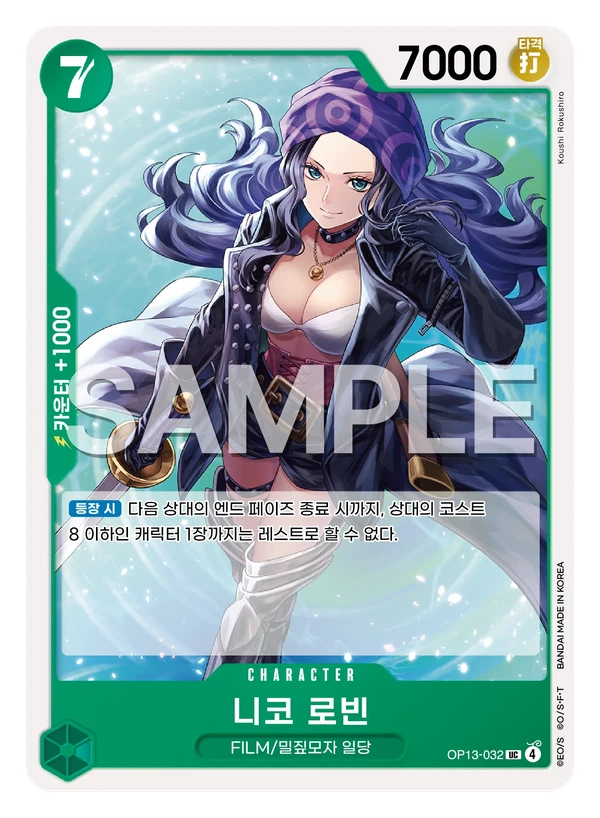 7
7000
타격
打
Koushi Rokushiro
카운터 +1000
SAMPLE
등장 시 다음 상대의 엔드 페이즈 종료 시까지, 상대의 코스트
8 이하인 캐릭터 1장까지는 레스트로 할 수 없다.
CHARACTER
니코 로빈
FILM/밀짚모자 일당
OP13-032 UC 4
©EO/S ©O/S·F·T BANDAI MADE IN KOREA